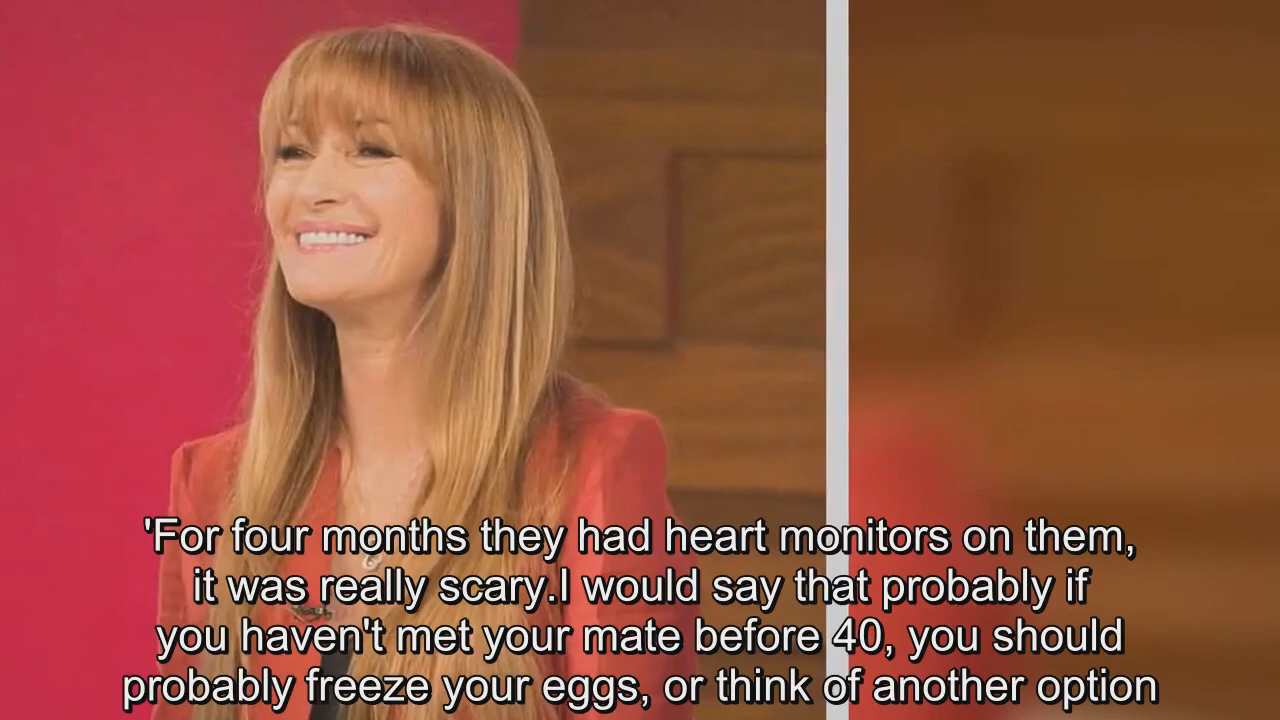 'For four months they had heart monitors on them,
it was really scary.I would say that probably if
you haven't met your mate before 40, you should
probably freeze your eggs, or think of another option